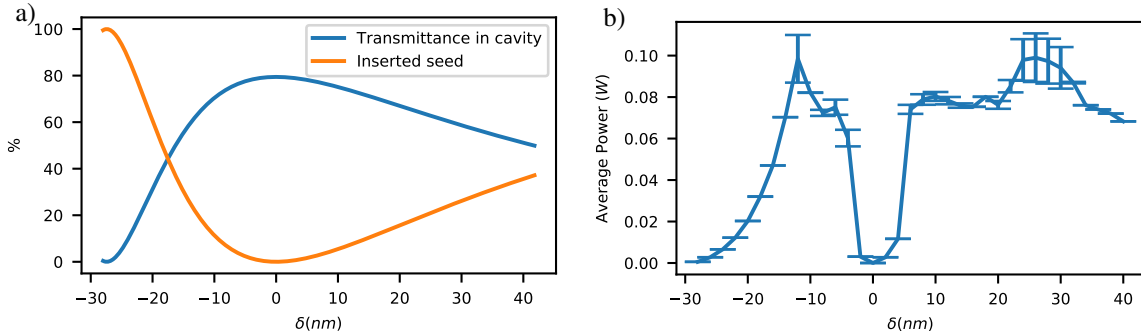 a)
100
80
60
40
20
0
%
Transmittance in cavity
Inserted seed
−30 −20 −10 0 10 20 30 40
δ(nm)
b)
0.10
0.08
0.06
0.04
0.02
0.00
Average Power (W)
−30 −20 −10 0 10 20 30 40
δ(nm)